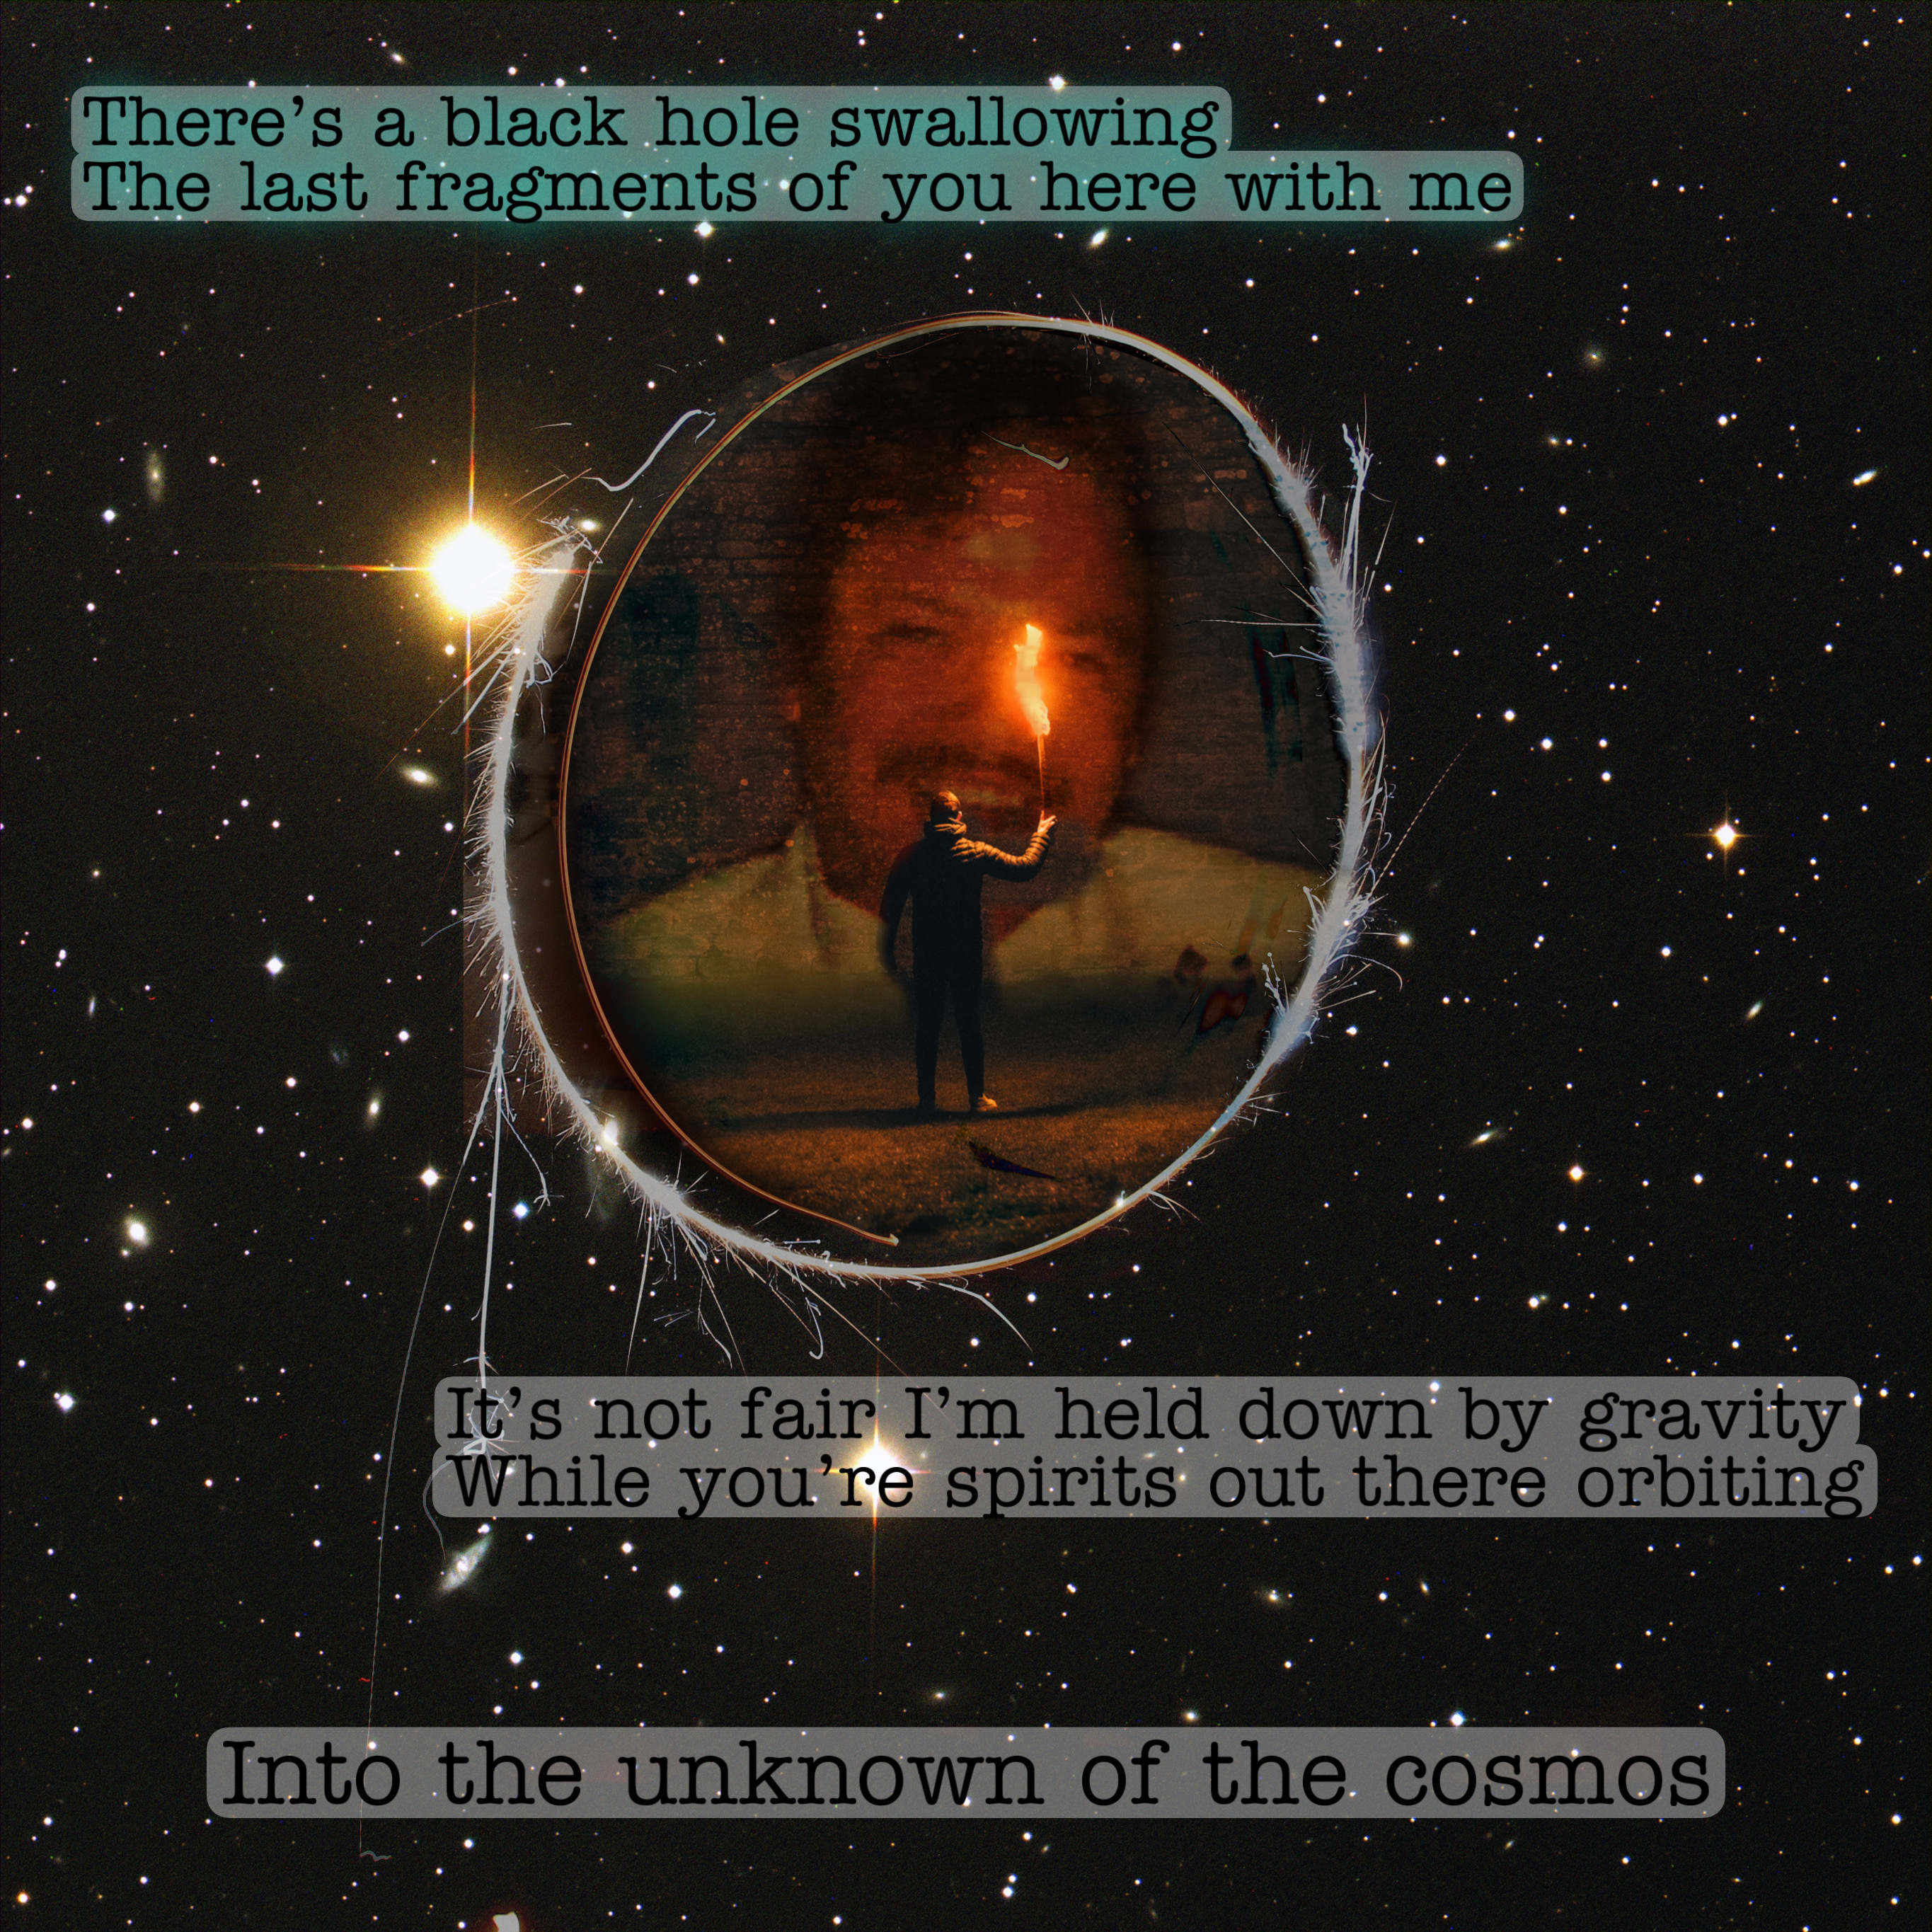 There’s a black hole swallowing
The last fragments of you here with me
It’s not fair I’m held down by gravity
While you’re spirits out there orbiting
Into the unknown of the cosmos